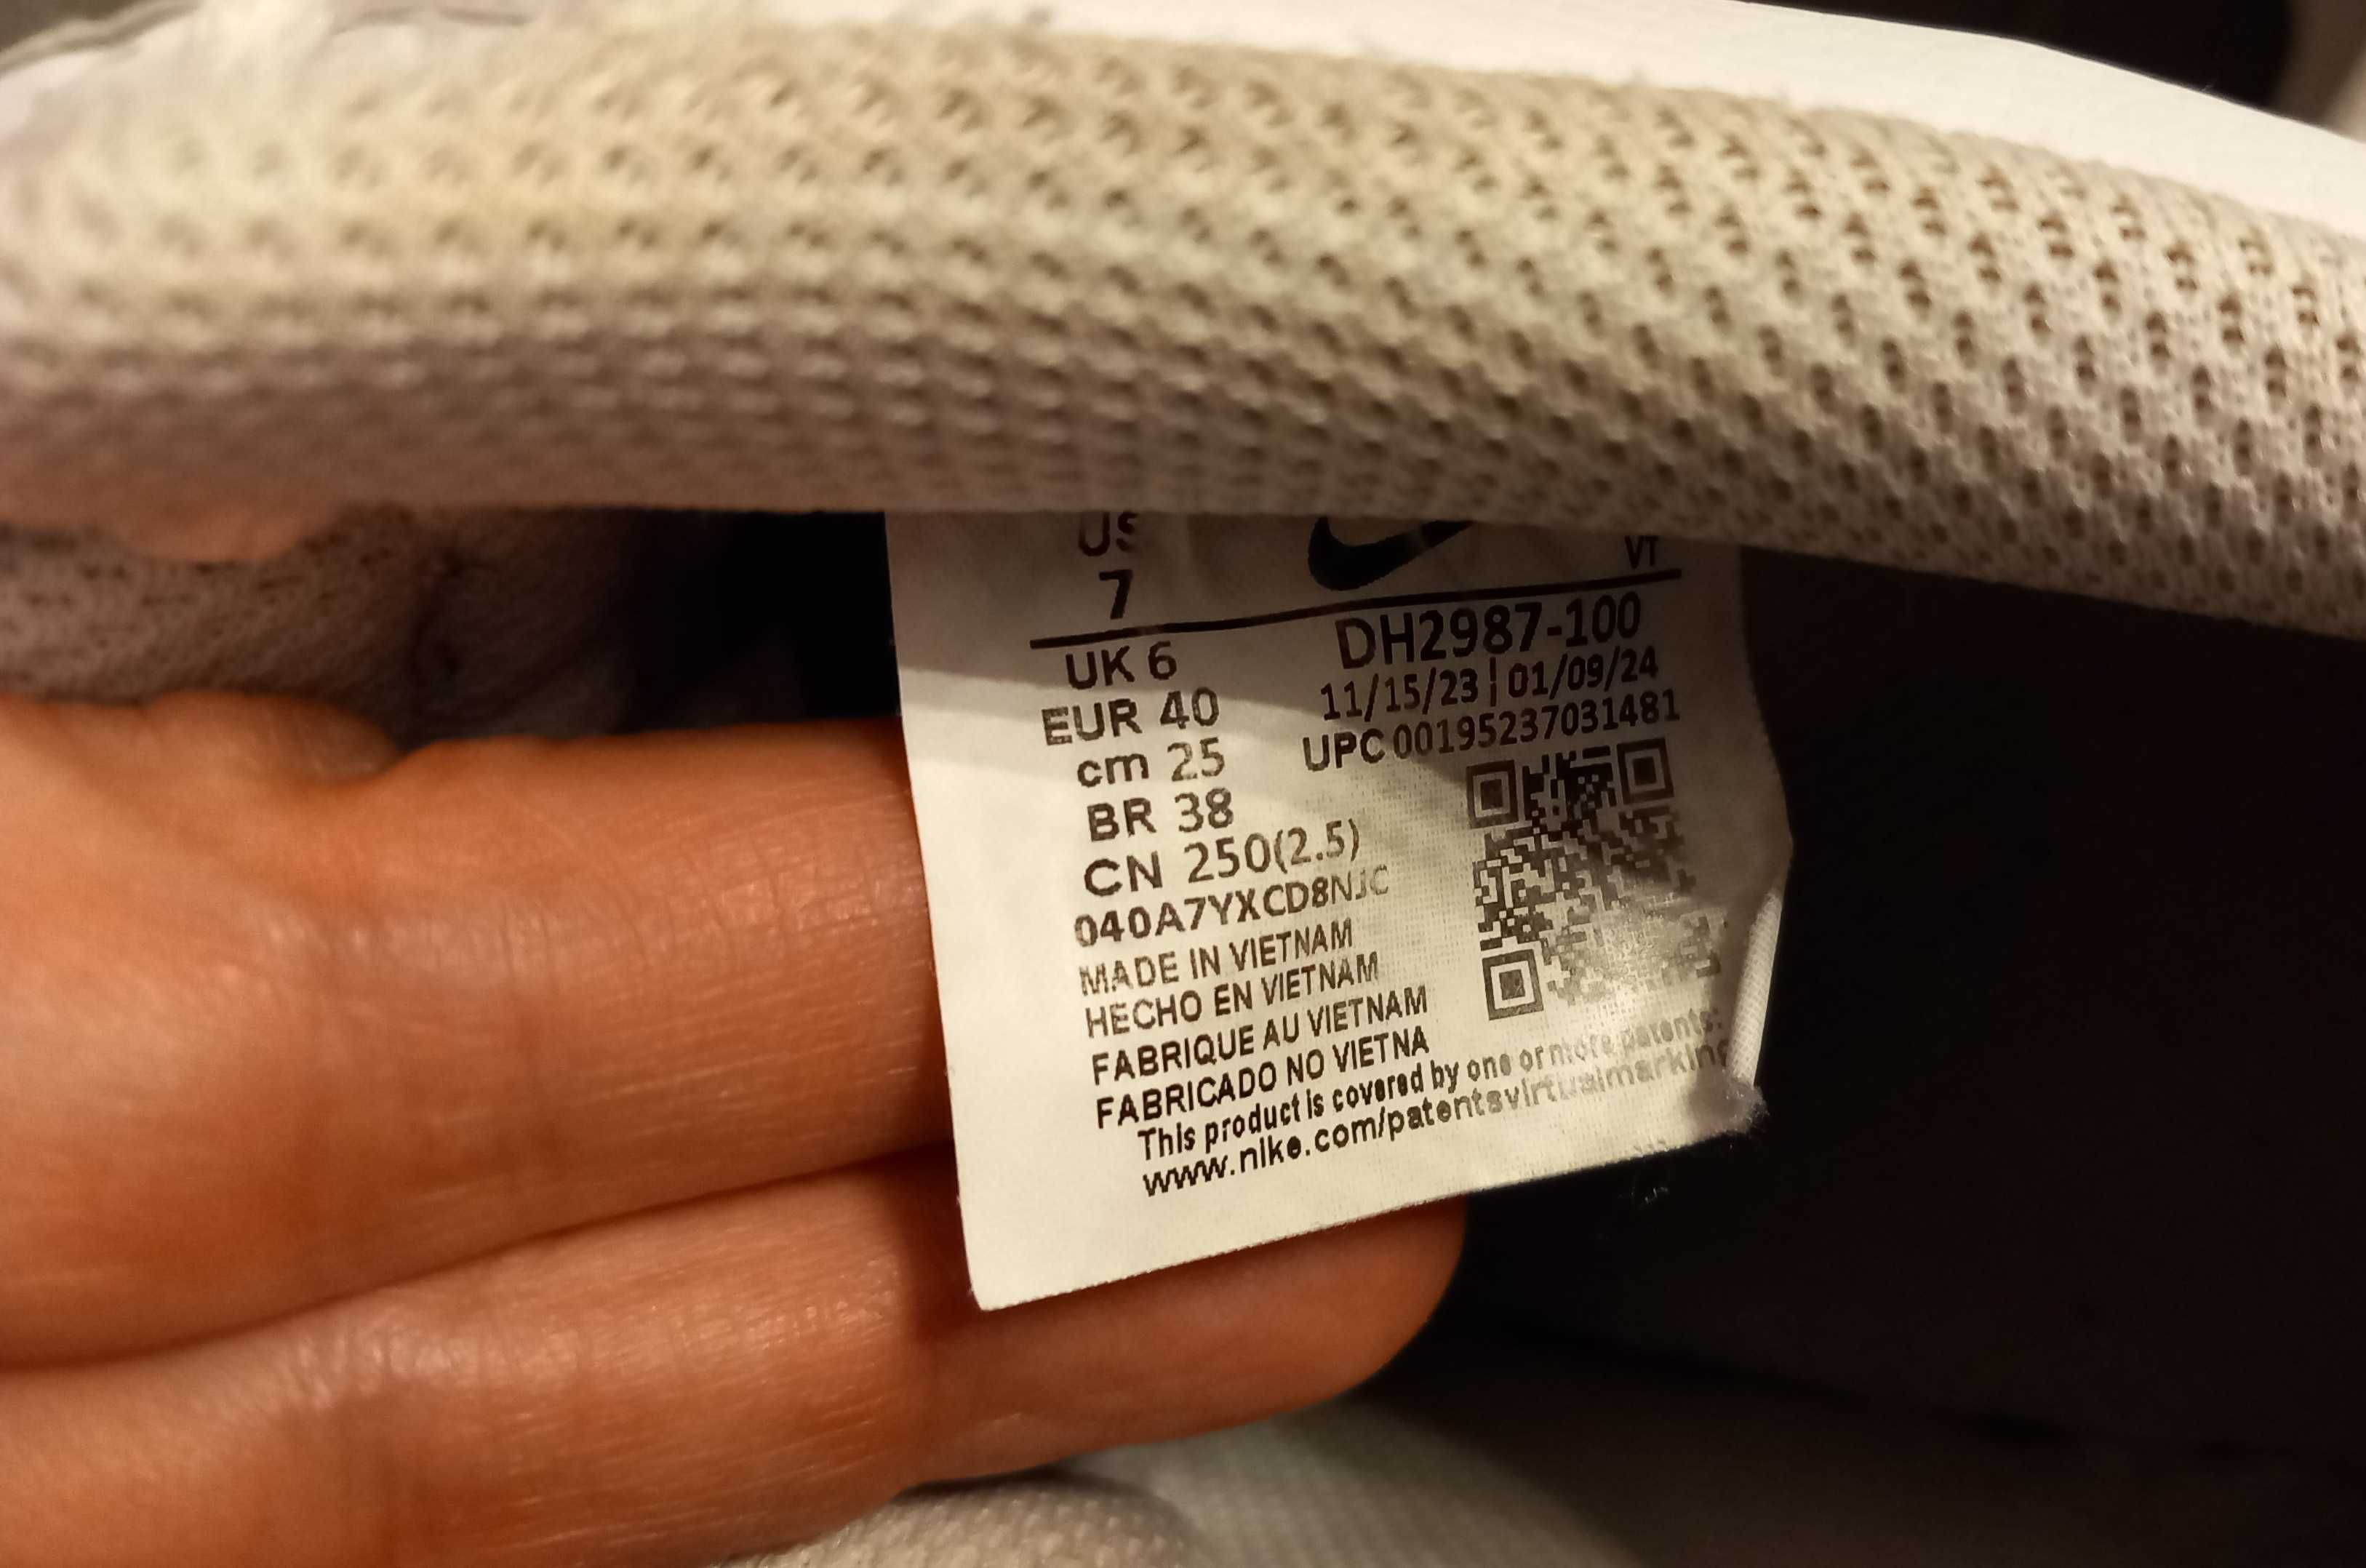 US
7
VT
UK 6
EUR 40
cm 25
BR 38
CN 250(2.5)
040A7YXCD8NJC
DH2987-100
11/15/23 | 01/09/24
UPC 00195237031481
MADE IN VIETNAM
HECHO EN VIETNAM
FABRIQUE AU VIETNAM
FABRICADO NO VIETNA
This product is covered by one or more patents:
www.nike.com/patentsvirtualmarking